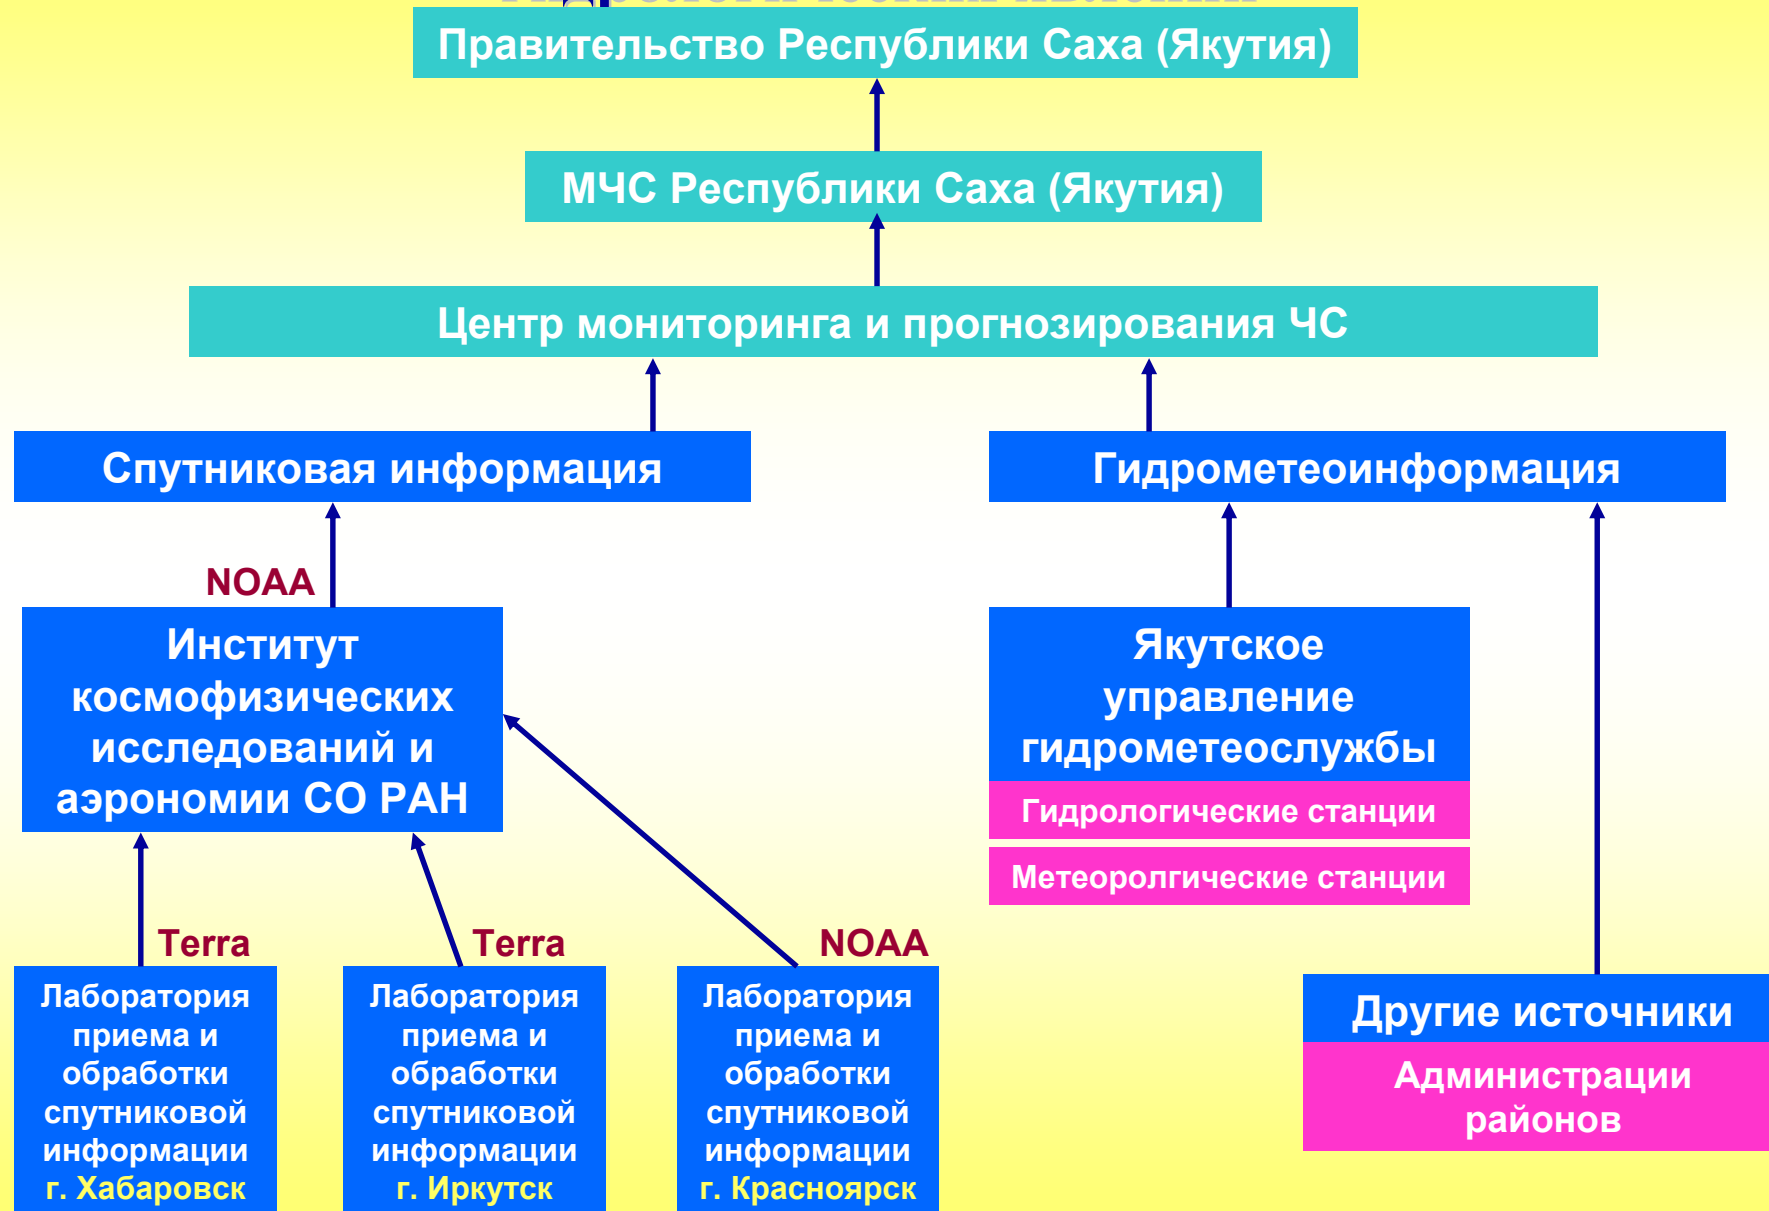 Правительство Республики Саха (Якутия)
МЧС Республики Саха (Якутия)
Центр мониторинга и прогнозирования ЧС
Спутниковая информация
Гидрометеоинформация
NOAA
Институт
космофизических
исследований и
аэрономии СО РАН
Якутское
управление
гидрометеослужбы
Гидрологические станции
Метеоролгические станции
Terra
Terra
NOAA
Лаборатория
приема и
обработки
спутниковой
информации
г. Хабаровск
Лаборатория
приема и
обработки
спутниковой
информации
г. Иркутск
Лаборатория
приема и
обработки
спутниковой
информации
г. Красноярск
Другие источники
Администрации
районов